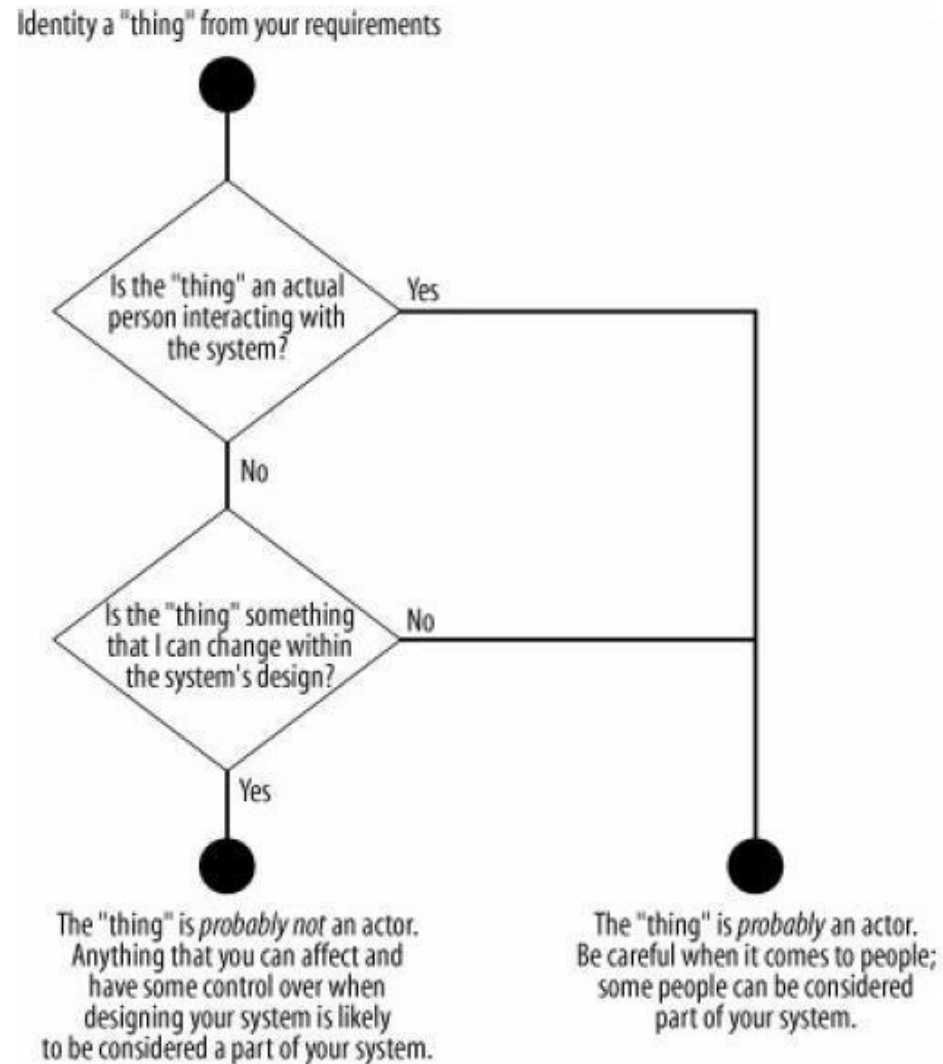 Identity a "thing" from your requirements
Is the "thing" an actual
person interacting with
the system?
Yes
No
Is the "thing" something
that I can change within
the system's design?
No
Yes
The "thing" is probably not an actor.
Anything that you can affect and
have some control over when
designing your system is likely
to be considered a part of your system.
The "thing" is probably an actor.
Be careful when it comes to people;
some people can be considered
part of your system.